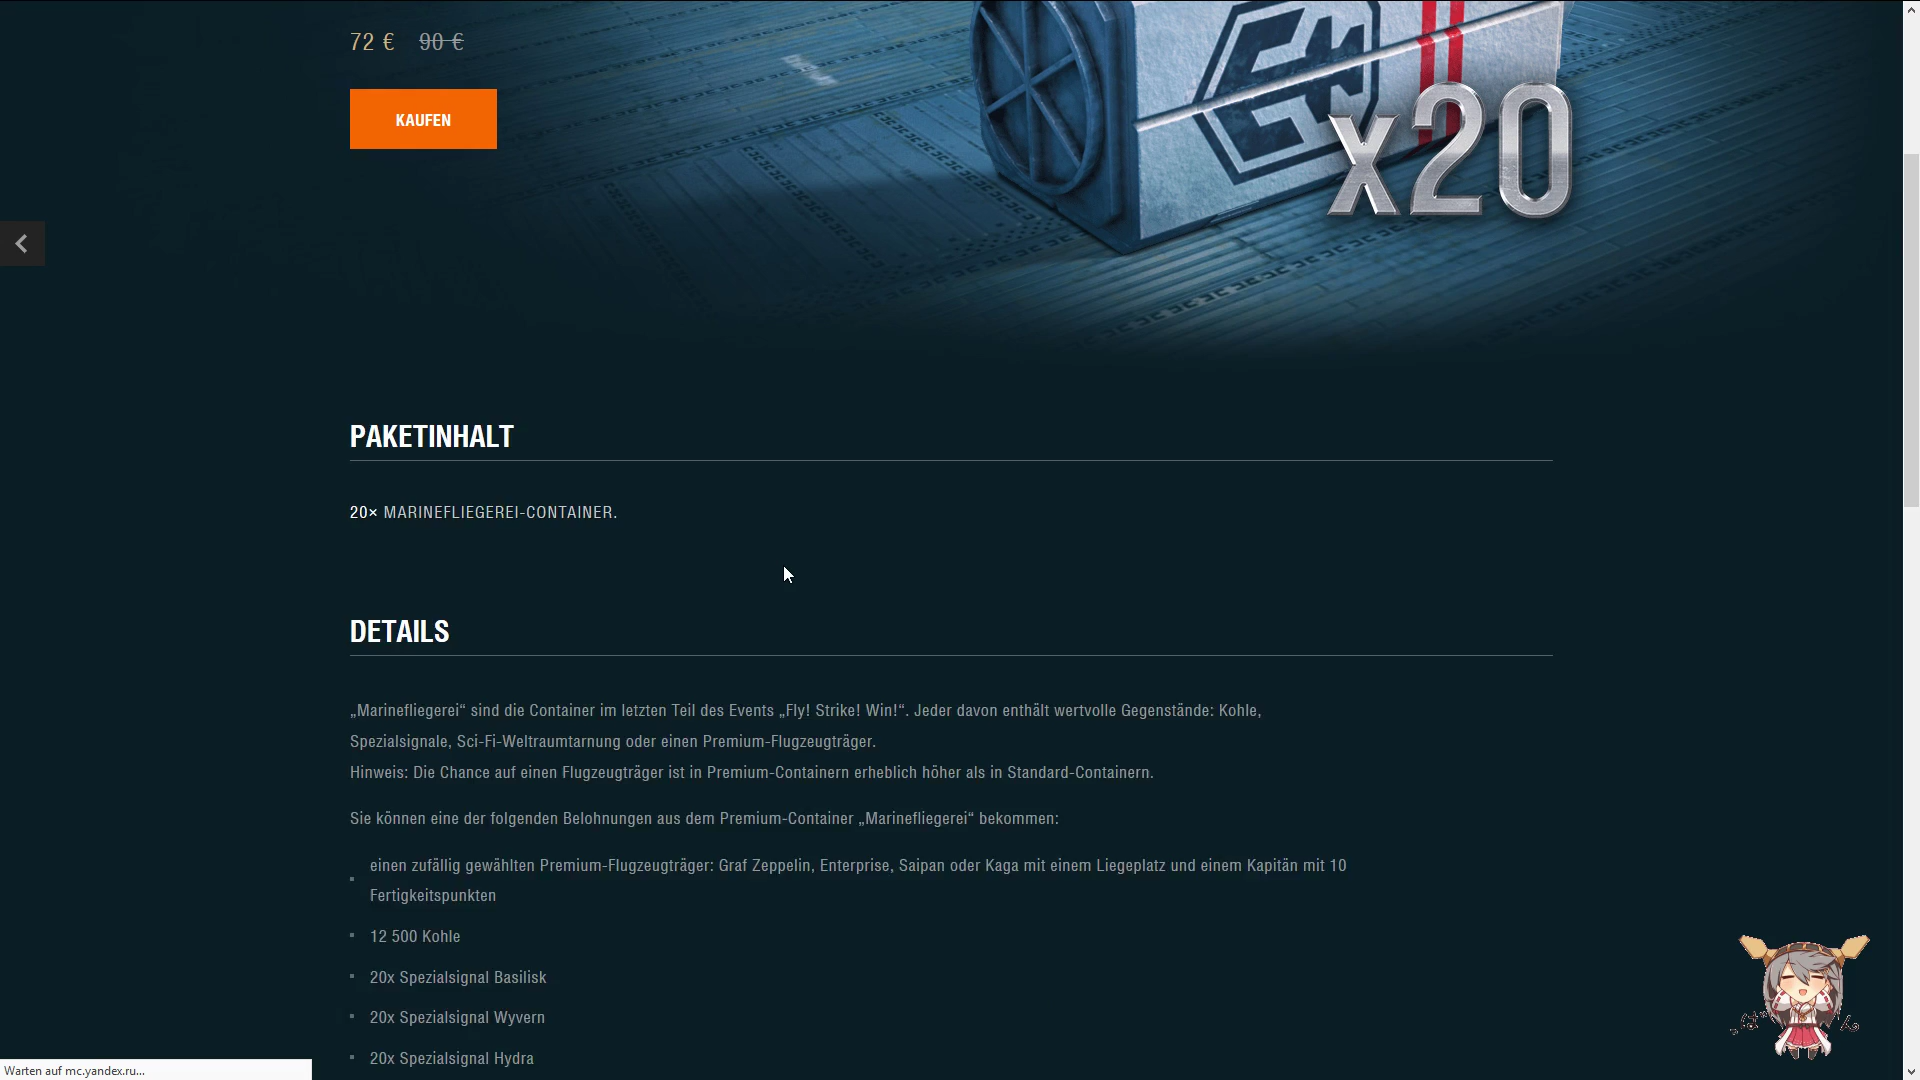 72 € 90 €
KAUFEN
x20
PAKETINHALT
20× MARINEFLIEGEREI-CONTAINER.
DETAILS
„Marinefliegerei“ sind die Container im letzten Teil des Events „Fly! Strike! Win!“. Jeder davon enthält wertvolle Gegenstände: Kohle,
Spezialsignale, Sci-Fi-Weltraumtarnung oder einen Premium-Flugzeugträger.
Hinweis: Die Chance auf einen Flugzeugträger ist in Premium-Containern erheblich höher als in Standard-Containern.
Sie können eine der folgenden Belohnungen aus dem Premium-Container „Marinefliegerei“ bekommen:
einen zufällig gewählten Premium-Flugzeugträger: Graf Zeppelin, Enterprise, Saipan oder Kaga mit einem Liegeplatz und einem Kapitän mit 10
Fertigkeitspunkten
12 500 Kohle
20x Spezialsignal Basilisk
20x Spezialsignal Wyvern
20x Spezialsignal Hydra
Warten auf mc.yandex.ru...